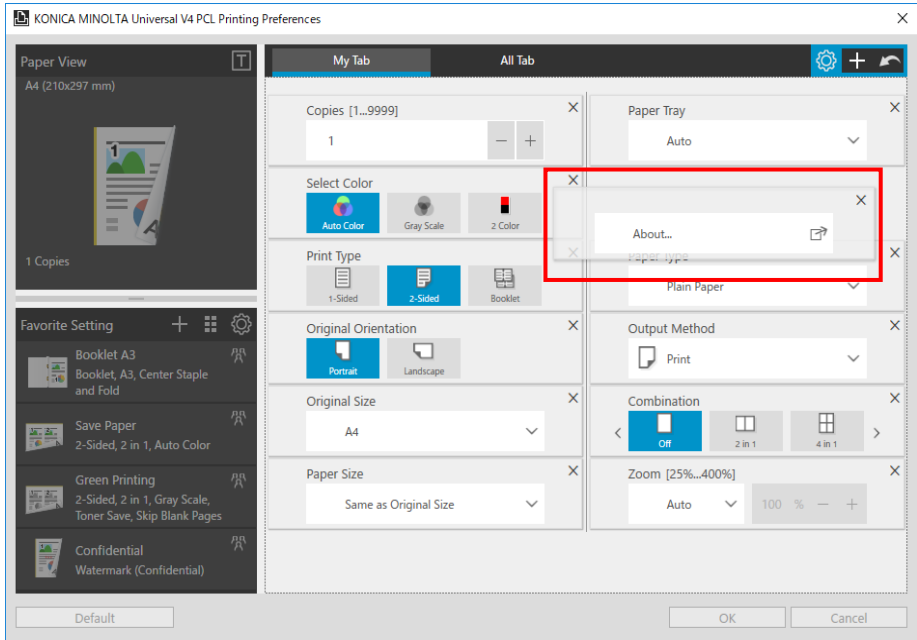 KONICA MINOLTA Universal V4 PCL Printing Preferences
Paper View
T
A4 (210x297 mm)
1
1 Copies
Favorite Setting
Booklet A3
Booklet, A3, Center Staple
and Fold
Save Paper
2-Sided, 2 in 1, Auto Color
Green Printing
2-Sided, 2 in 1, Gray Scale,
Toner Save, Skip Blank Pages
Confidential
Watermark (Confidential)
My Tab
All Tab
Copies [1...9999]
1
Select Color
Auto Color
Gray Scale
2 Color
Print Type
1-Sided
2-Sided
Booklet
Original Orientation
Portrait
Landscape
Original Size
A4
Paper Size
Same as Original Size
Paper Tray
Auto
About...
Paper Type
Plain Paper
Output Method
Print
Combination
Off
2 in 1
4 in 1
Zoom [25%...400%]
Auto
100 %
Default
OK
Cancel